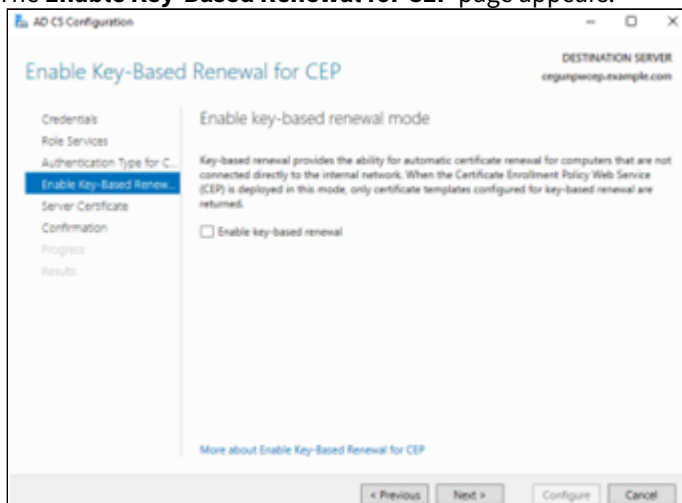 The Enable Key-Based Renewal for CEP page appears.
AD CS Configuration
Enable Key-Based Renewal for CEP
DESTINATION SERVER
cegunpwcep.example.com
Credentials
Role Services
Authentication Type for C...
Enable Key-Based Renew...
Server Certificate
Confirmation
Progress
Results
Enable key-based renewal mode
Key-based renewal provides the ability for automatic certificate renewal for computers that are not
connected directly to the internal network. When the Certificate Enrollment Policy Web Service
(CEP) is deployed in this mode, only certificate templates configured for key-based renewal are
returned.
Enable key-based renewal
More about Enable Key-Based Renewal for CEP
< Previous
Next >
Configure
Cancel